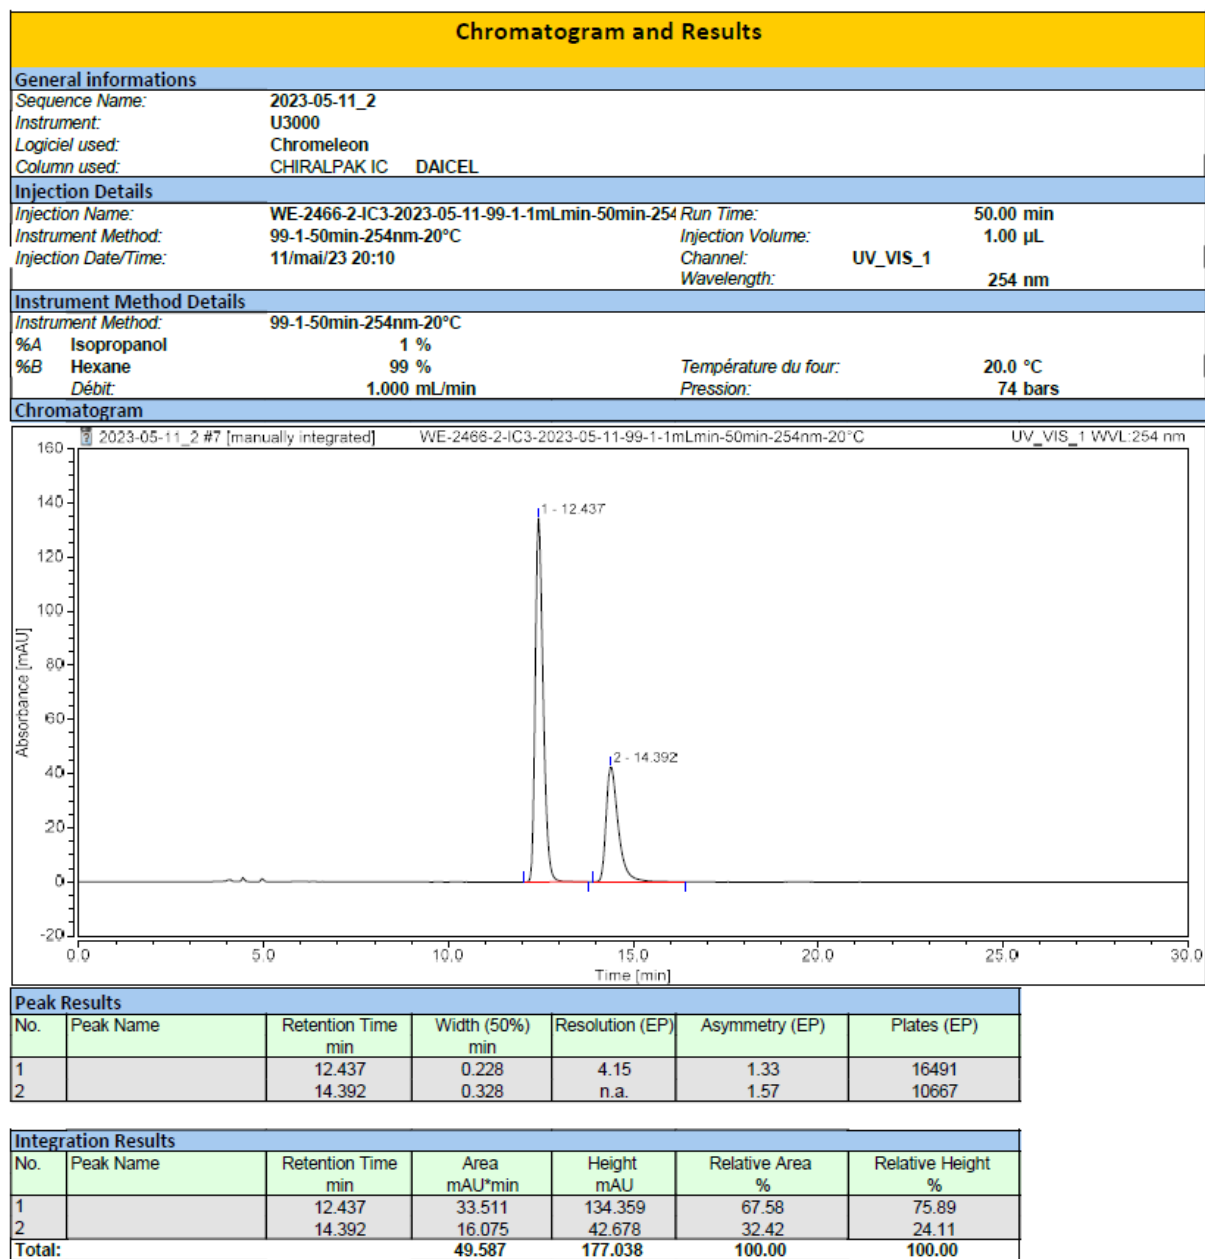 Chromatogram and Results
General informations
Sequence Name: 2023-05-11_2
Instrument: U3000
Logiciel used: Chromeleon
Column used: CHIRALPAK IC DAICEL
Injection Details
Injection Name: WE-2466-2-IC3-2023-05-11-99-1-1mLmin-50min-254 Run Time: 50.00 min
Instrument Method: 99-1-50min-254nm-20°C Injection Volume: 1.00 µL
Injection Date/Time: 11/mai/23 20:10 Channel: UV_VIS_1
Wavelength: 254 nm
Instrument Method Details
Instrument Method: 99-1-50min-254nm-20°C
%A Isopropanol 1 %
%B Hexane 99 % Température du four: 20.0 °C
Débit: 1.000 mL/min Pression: 74 bars
Chromatogram
2023-05-11_2 #7 [manually integrated] WE-2466-2-IC3-2023-05-11-99-1-1mLmin-50min-254nm-20°C UV_VIS_1 WVL:254 nm
160
140
1 - 12.437
120
100
80
Absorbance [mAU]
60
2 - 14.392
40
20
0
-20
0.0 5.0 10.0 15.0 20.0 25.0 30.0
Time [min]
Peak Results
No. Peak Name Retention Time Width (50%) Resolution (EP) Asymmetry (EP) Plates (EP)
min min
1 12.437 0.228 4.15 1.33 16491
2 14.392 0.328 n.a. 1.57 10667
Integration Results
No. Peak Name Retention Time Area Height Relative Area Relative Height
min mAU*min mAU % %
1 12.437 33.511 134.359 67.58 75.89
2 14.392 16.075 42.678 32.42 24.11
Total: 49.587 177.038 100.00 100.00